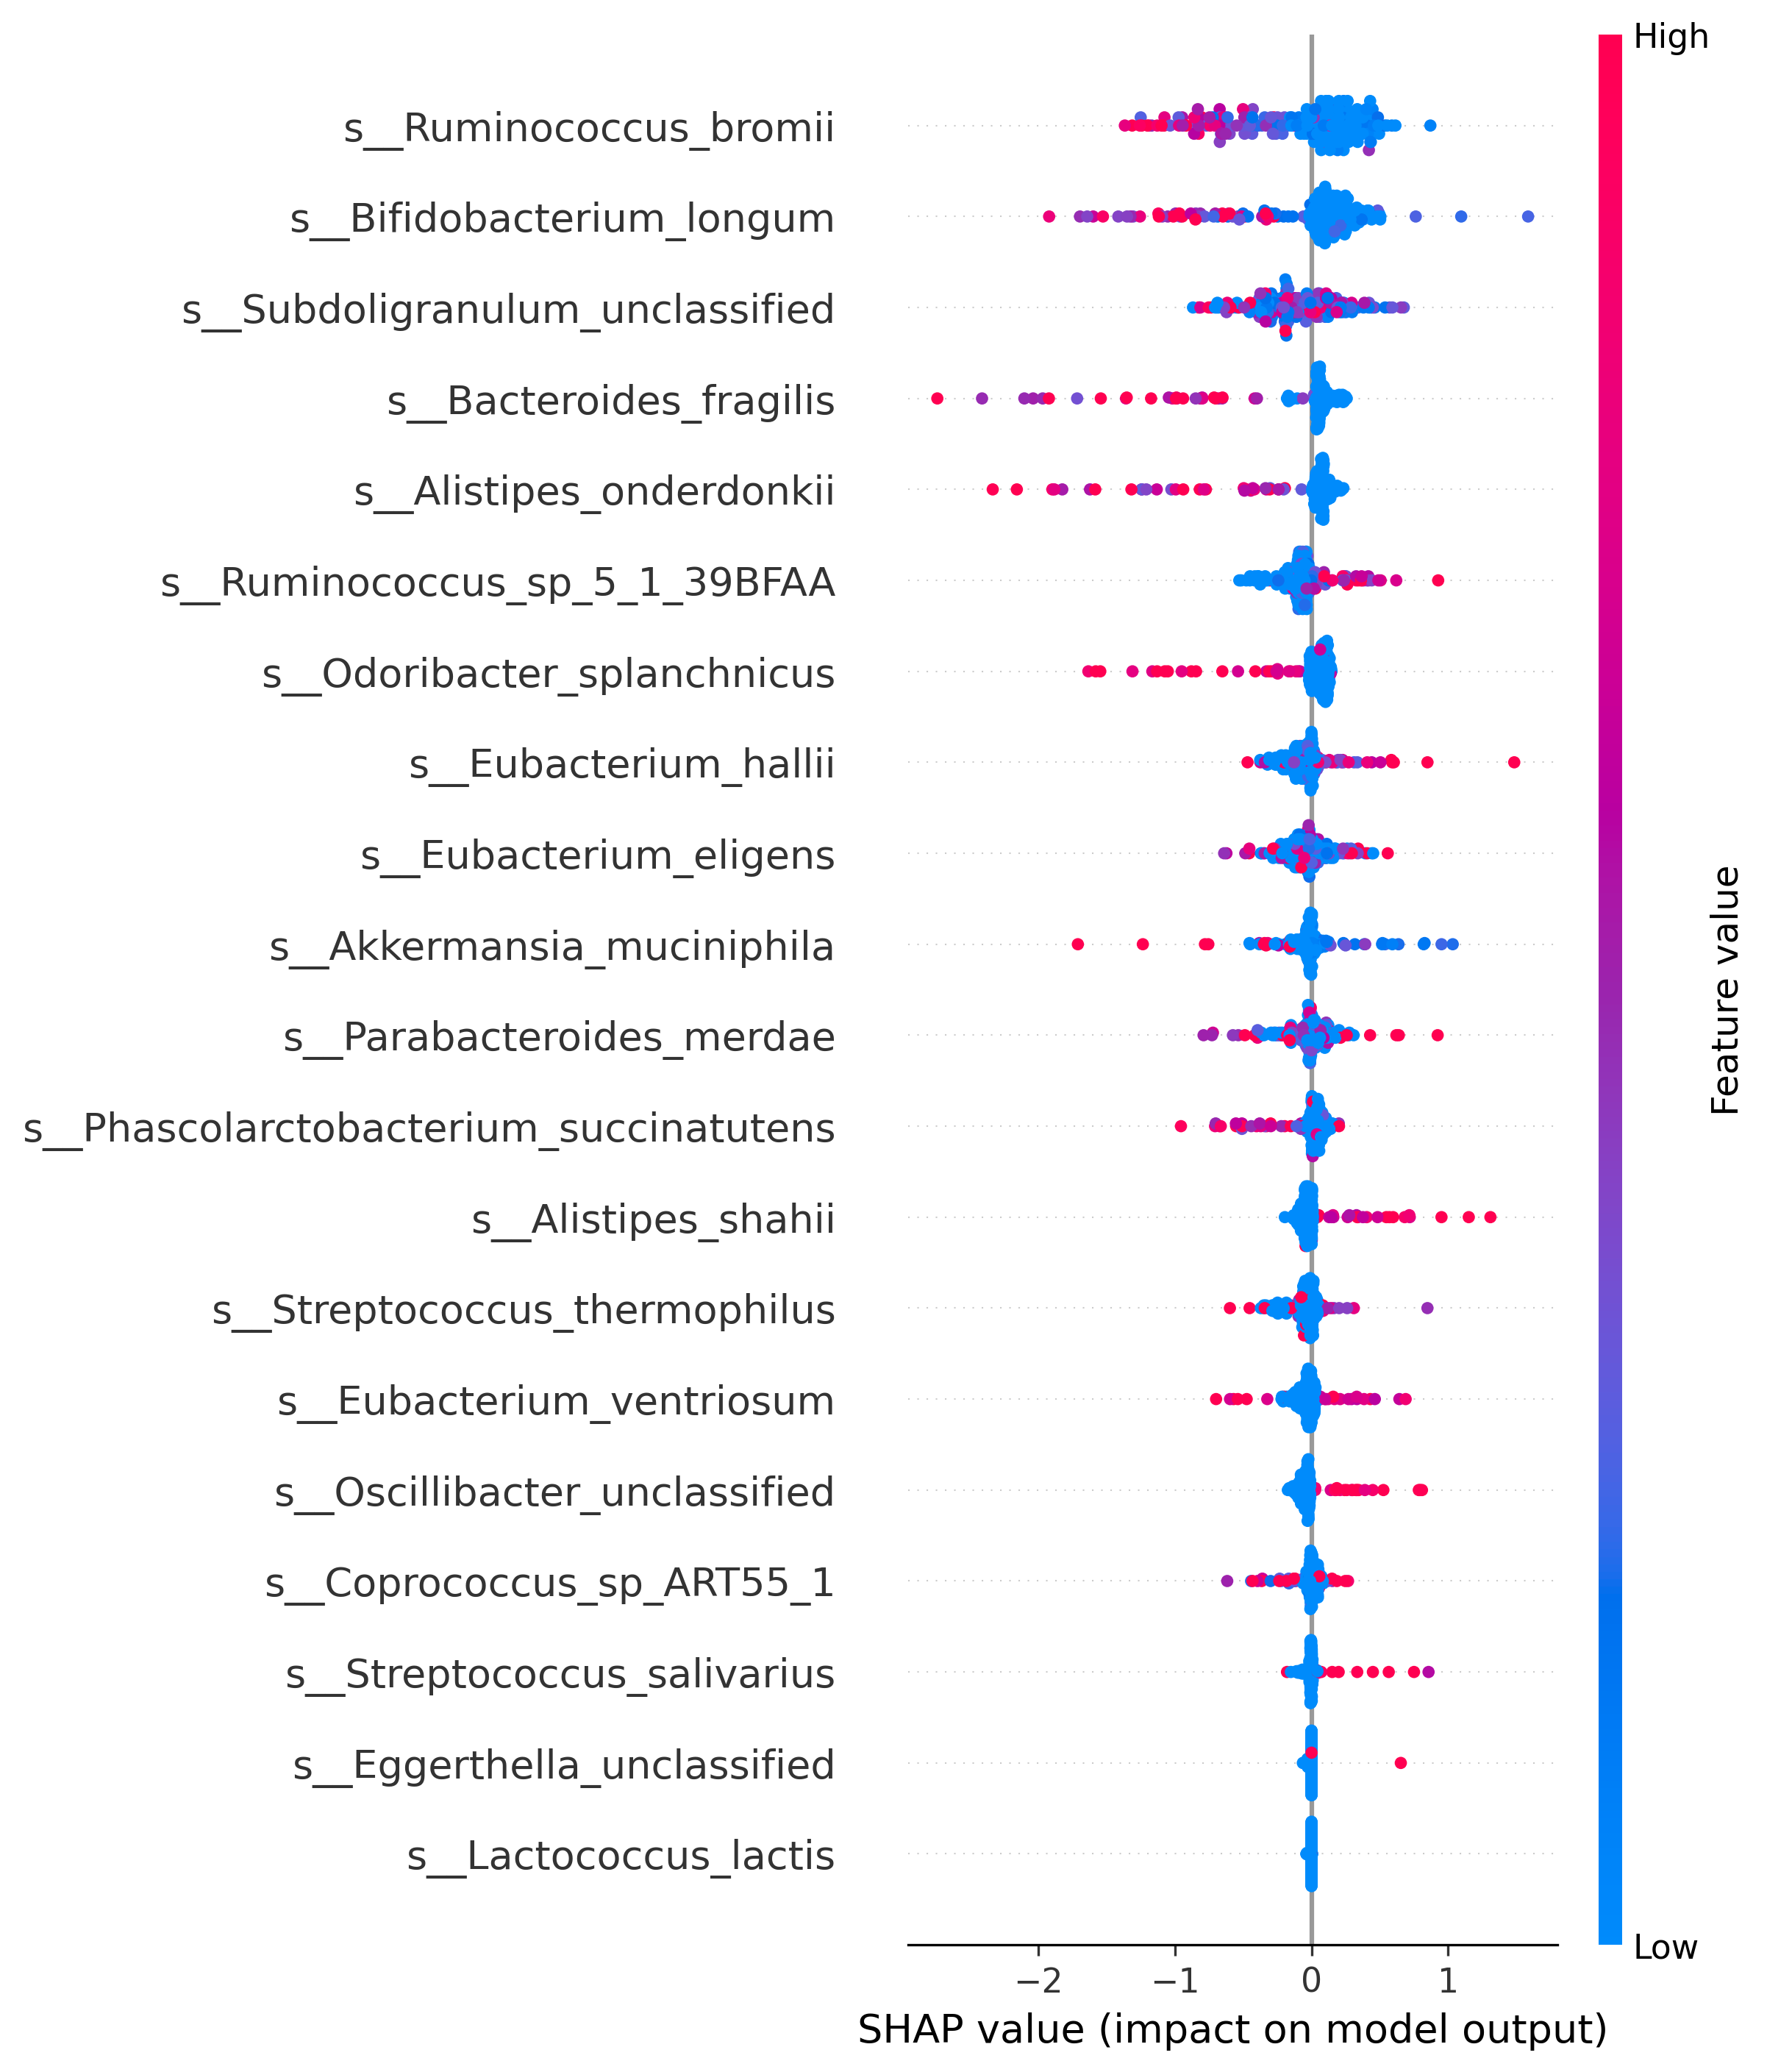 High
s__Ruminococcus_bromii
s__Bifidobacterium_longum
s__Subdoligranulum_unclassified
s__Bacteroides_fragilis
s__Alistipes_onderdonkii
s__Ruminococcus_sp_5_1_39BFAA
s__Odoribacter_splanchnicus
s__Eubacterium_hallii
s__Eubacterium_eligens
s__Akkermansia_muciniphila
s__Parabacteroides_merdae
s__Phascolarctobacterium_succinatutens
s__Alistipes_shahii
s__Streptococcus_thermophilus
s__Eubacterium_ventriosum
s__Oscillibacter_unclassified
s__Coprococcus_sp_ART55_1
s__Streptococcus_salivarius
s__Eggerthella_unclassified
s__Lactococcus_lactis
Feature value
Low
−2 −1 0 1
SHAP value (impact on model output)